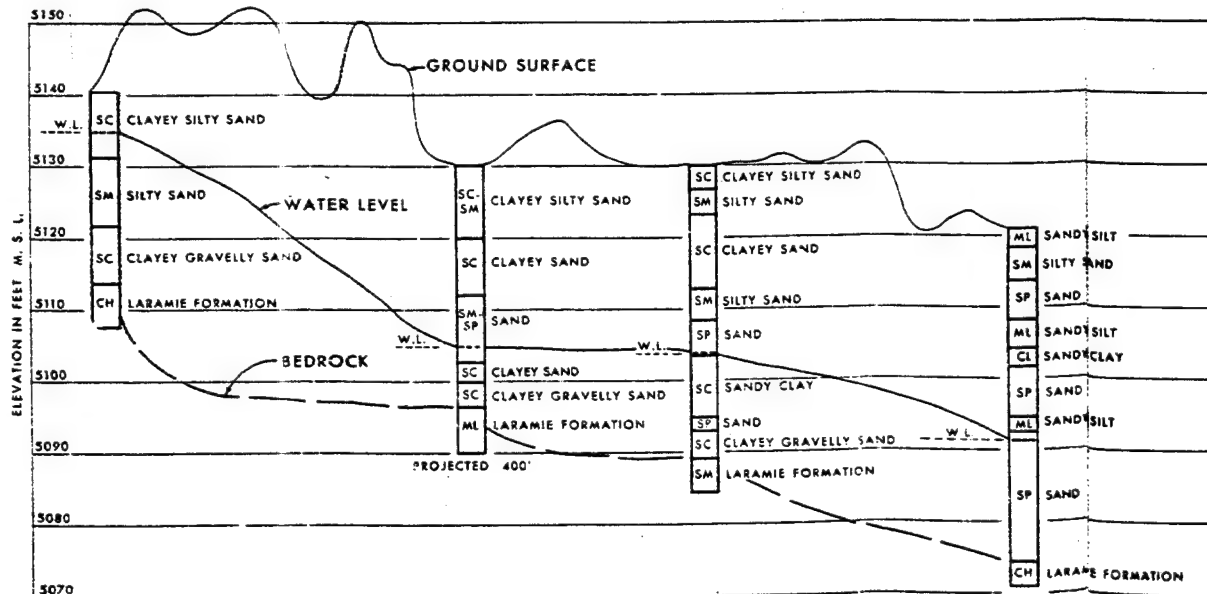 ELEVATION IN FEET M. S. L.
5150
5140
5130
5120
5110
5100
5090
5080
5070
GROUND SURFACE
WATER LEVEL
BEDROCK
W.L.
SC CLAYEY SILTY SAND
SM SILTY SAND
SC CLAYEY GRAVELLY SAND
CH LARAMIE FORMATION
W.L.
SC-SM CLAYEY SILTY SAND
SC CLAYEY SAND
SM-SP SAND
SC CLAYEY SAND
SC CLAYEY GRAVELLY SAND
ML LARAMIE FORMATION
PROJECTED 400'
W.L.
SC CLAYEY SILTY SAND
SM SILTY SAND
SC CLAYEY SAND
SM SILTY SAND
SP SAND
SC SANDY CLAY
SP SAND
SC CLAYEY GRAVELLY SAND
SM LARAMIE FORMATION
W.L.
ML SANDY SILT
SM SILTY SAND
SP SAND
ML SANDY SILT
CL SANDY CLAY
SP SAND
ML SANDY SILT
SP SAND
CH LARAMIE FORMATION